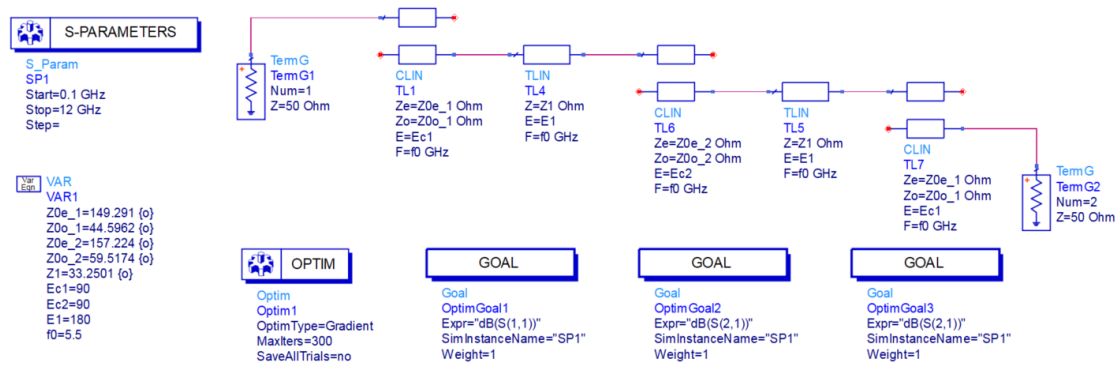 S-PARAMETERS
S_Param
SP1
Start=0.1 GHz
Stop=12 GHz
Step=
TermG
TermG1
Num=1
Z=50 Ohm
CLIN
TL1
Ze=Z0e_1 Ohm
Zo=Z0o_1 Ohm
E=Ec1
F=f0 GHz
TLIN
TL4
Z=Z1 Ohm
E=E1
F=f0 GHz
CLIN
TL6
Ze=Z0e_2 Ohm
Zo=Z0o_2 Ohm
E=Ec2
F=f0 GHz
TLIN
TL5
Z=Z1 Ohm
E=E1
F=f0 GHz
CLIN
TL7
Ze=Z0e_1 Ohm
Zo=Z0o_1 Ohm
E=Ec1
F=f0 GHz
TermG
TermG2
Num=2
Z=50 Ohm
Var
Eqn
VAR
VAR1
Z0e_1=149.291 {o}
Z0o_1=44.5962 {o}
Z0e_2=157.224 {o}
Z0o_2=59.5174 {o}
Z1=33.2501 {o}
Ec1=90
Ec2=90
E1=180
f0=5.5
OPTIM
Optim
Optim1
OptimType=Gradient
MaxIters=300
SaveAllTrials=no
GOAL
Goal
OptimGoal1
Expr="dB(S(1,1))"
SimInstanceName="SP1"
Weight=1
GOAL
Goal
OptimGoal2
Expr="dB(S(2,1))"
SimInstanceName="SP1"
Weight=1
GOAL
Goal
OptimGoal3
Expr="dB(S(2,1))"
SimInstanceName="SP1"
Weight=1